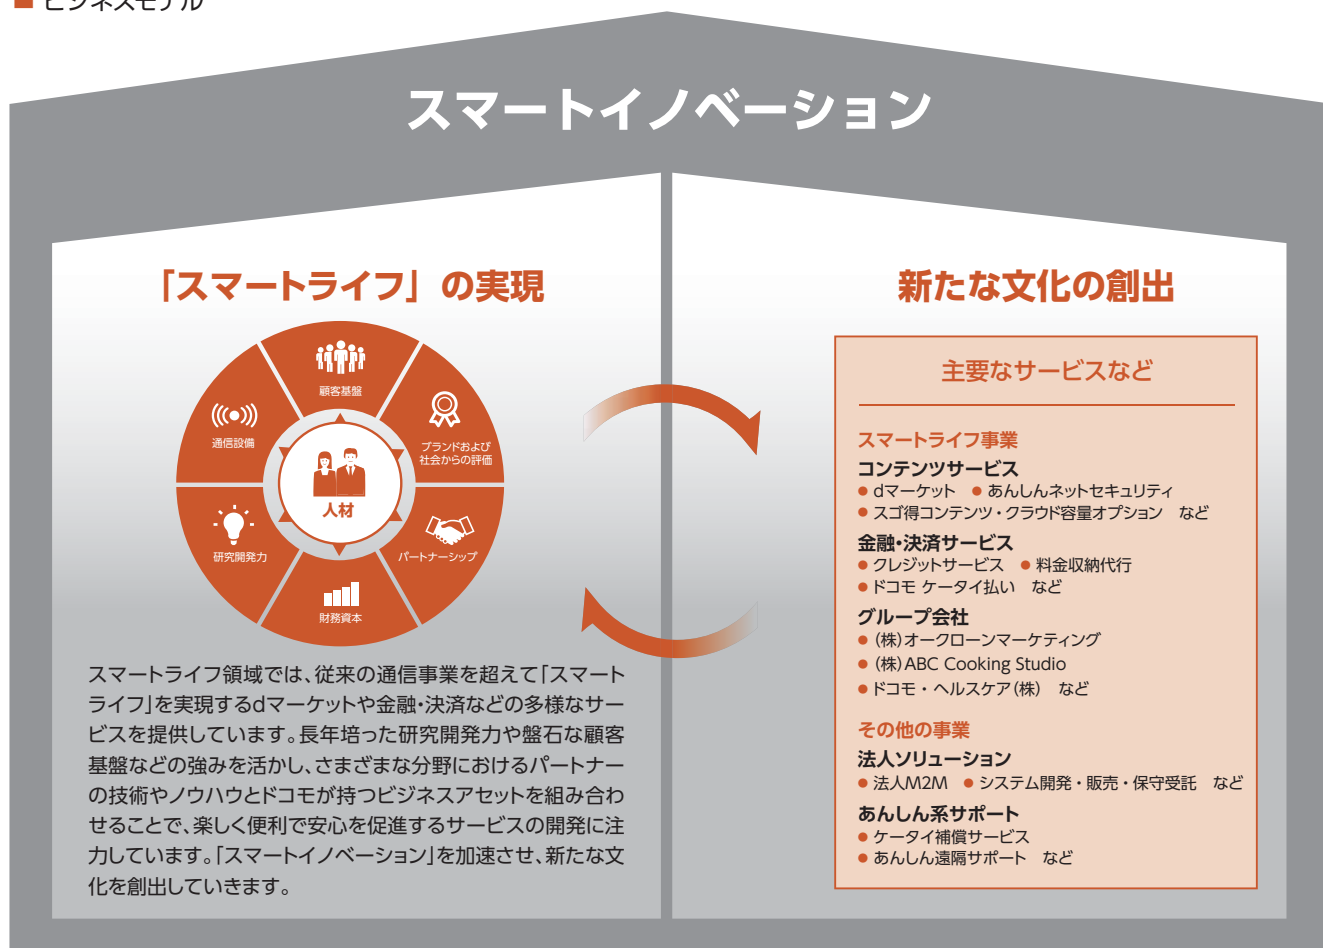 ビジネスモデル
スマートイノベーション
「スマートライフ」の実現
顧客基盤
通信設備
ブランドおよび
社会からの評価
人材
研究開発力
パートナーシップ
財務資本
スマートライフ領域では、従来の通信事業を超えて「スマート
ライフ」を実現するdマーケットや金融・決済などの多様なサー
ビスを提供しています。長年培った研究開発力や盤石な顧客
基盤などの強みを活かし、さまざまな分野におけるパートナー
の技術やノウハウとドコモが持つビジネスアセットを組み合わ
せることで、楽しく便利で安心を促進するサービスの開発に注
力しています。「スマートイノベーション」を加速させ、新たな文
化を創出していきます。
新たな文化の創出
主要なサービスなど
スマートライフ事業
コンテンツサービス
● dマーケット ● あんしんネットセキュリティ
● スゴ得コンテンツ・クラウド容量オプション など
金融・決済サービス
● クレジットサービス ● 料金収納代行
● ドコモ ケータイ払い など
グループ会社
● (株)オークローンマーケティング
● (株)ABC Cooking Studio
● ドコモ・ヘルスケア(株) など
その他の事業
法人ソリューション
● 法人M2M ● システム開発・販売・保守受託 など
あんしん系サポート
● ケータイ補償サービス
● あんしん遠隔サポート など